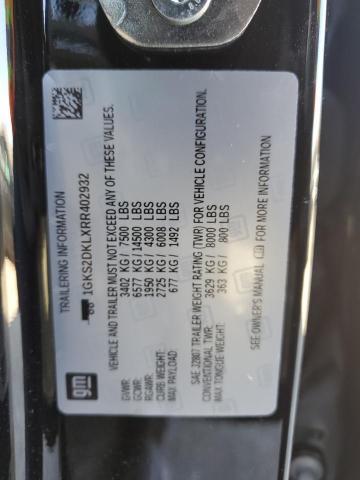 TRAILERING INFORMATION
1GKS2DKLXRR402932
VEHICLE AND TRAILER MUST NOT EXCEED ANY OF THESE VALUES.
GVWR: 3402 KG / 7500 LBS
GCWR: 6577 KG / 14500 LBS
RGAWR: 1950 KG / 4300 LBS
CURB WEIGHT: 2725 KG / 6008 LBS
MAX PAYLOAD: 677 KG / 1492 LBS
SAE J2807 TRAILER WEIGHT RATING (TWR) FOR VEHICLE CONFIGURATION.
CONVENTIONAL TWR: 3629 KG / 8000 LBS
MAX TONGUE WEIGHT: 363 KG / 800 LBS
SEE OWNER'S MANUAL
gm